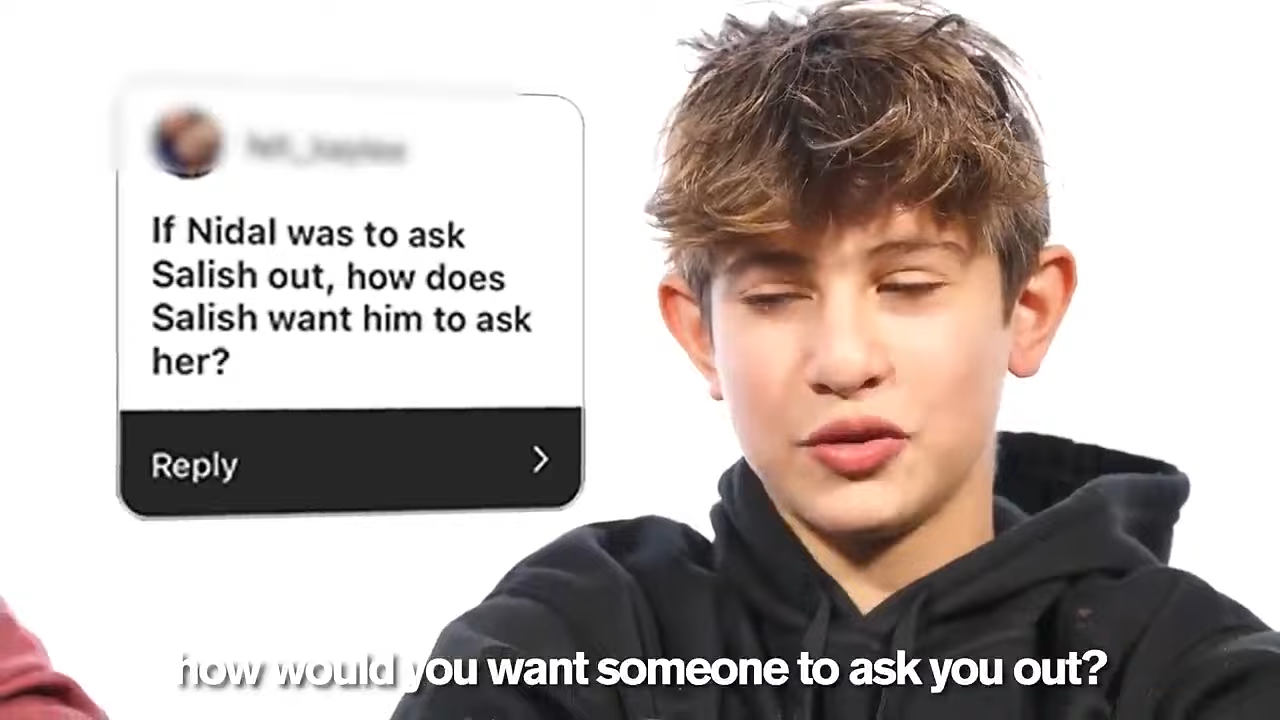 If Nidal was to ask
Salish out, how does
Salish want him to ask
her?
Reply
how would you want someone to ask you out?